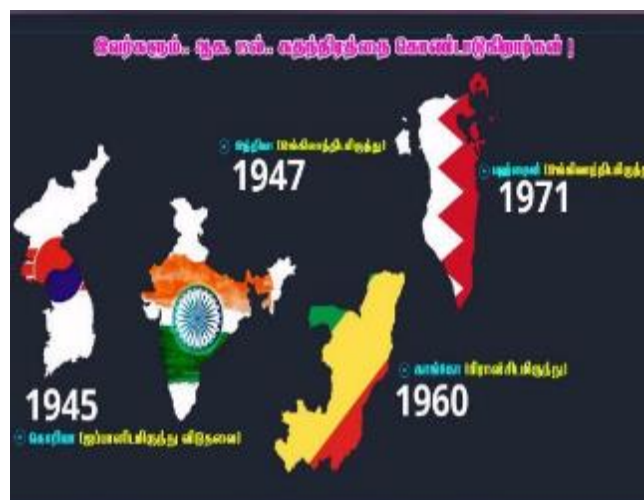 இவர்களும்.. ஆக. 15ல்.. சுதந்திரத்தை கொண்டாடுகிறார்கள் !
இந்தியா (இங்கிலாந்திடமிருந்து)
1947
பஹ்ரைன் (இங்கிலாந்திடமிருந்து
1971
காங்கோ (பிரான்சிடமிருந்து)
1960
1945
கொரியா (ஜப்பானிடமிருந்து விடுதலை)